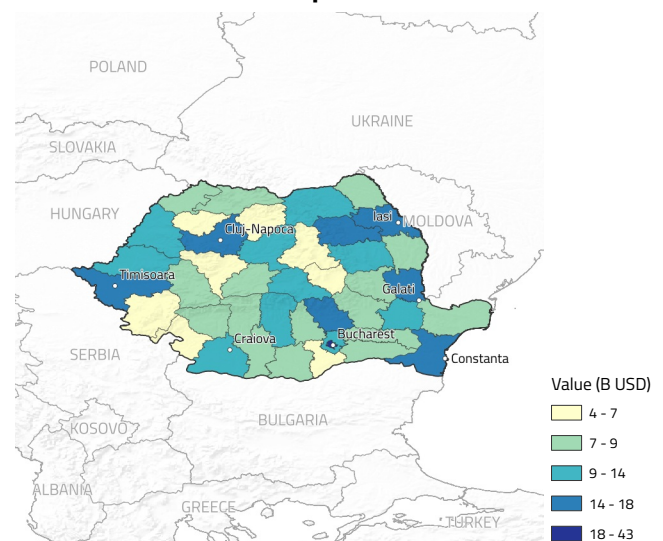 POLAND
UKRAINE
SLOVAKIA
HUNGARY
Iasi
MOLDOVA
Cluj-Napoca
Timisoara
Galati
Craiova
Bucharest
Constanta
SERBIA
Value (B USD)
4 - 7
7 - 9
9 - 14
14 - 18
18 - 43
KOSOVO
BULGARIA
ALBANIA
GREECE
TURKEY